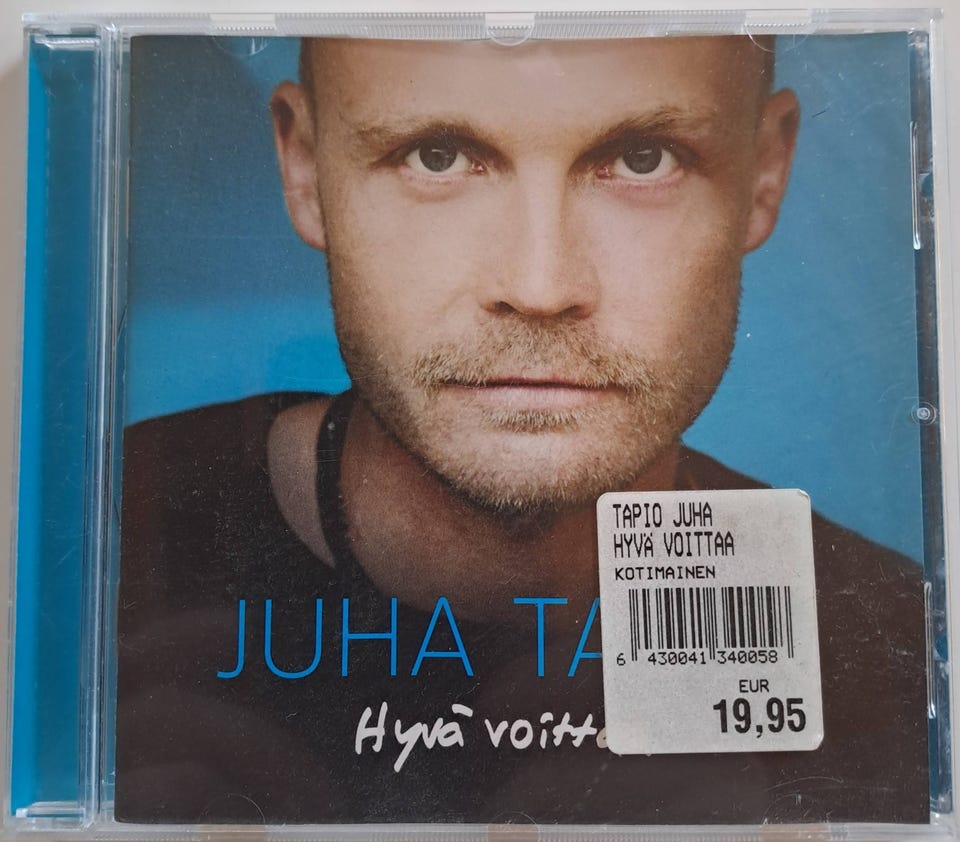 TAPIO JUHA
HYVÄ VOITTAA
KOTIMAINEN
6 430041 340058
EUR
19,95
JUHA TA
Hyvä voitta